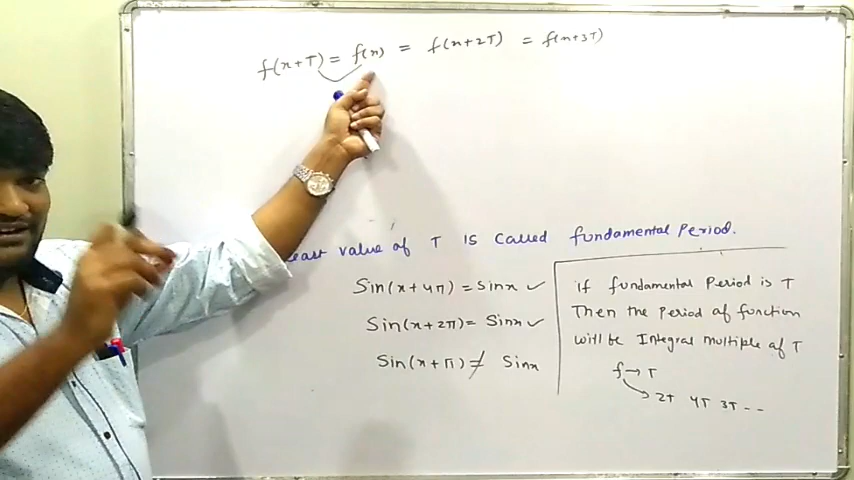 f(x+T) = f(x) = f(x+2T) = f(x+3T)
east value of T is called fundamental Period.
Sin(x+4π) = Sinx ✓
Sin(x+2π) = Sinx ✓
Sin(x+π) ≠ Sinx
if fundamental Period is T
Then the Period of function
will be Integral multiple of T
f → T
2T 4T 3T --